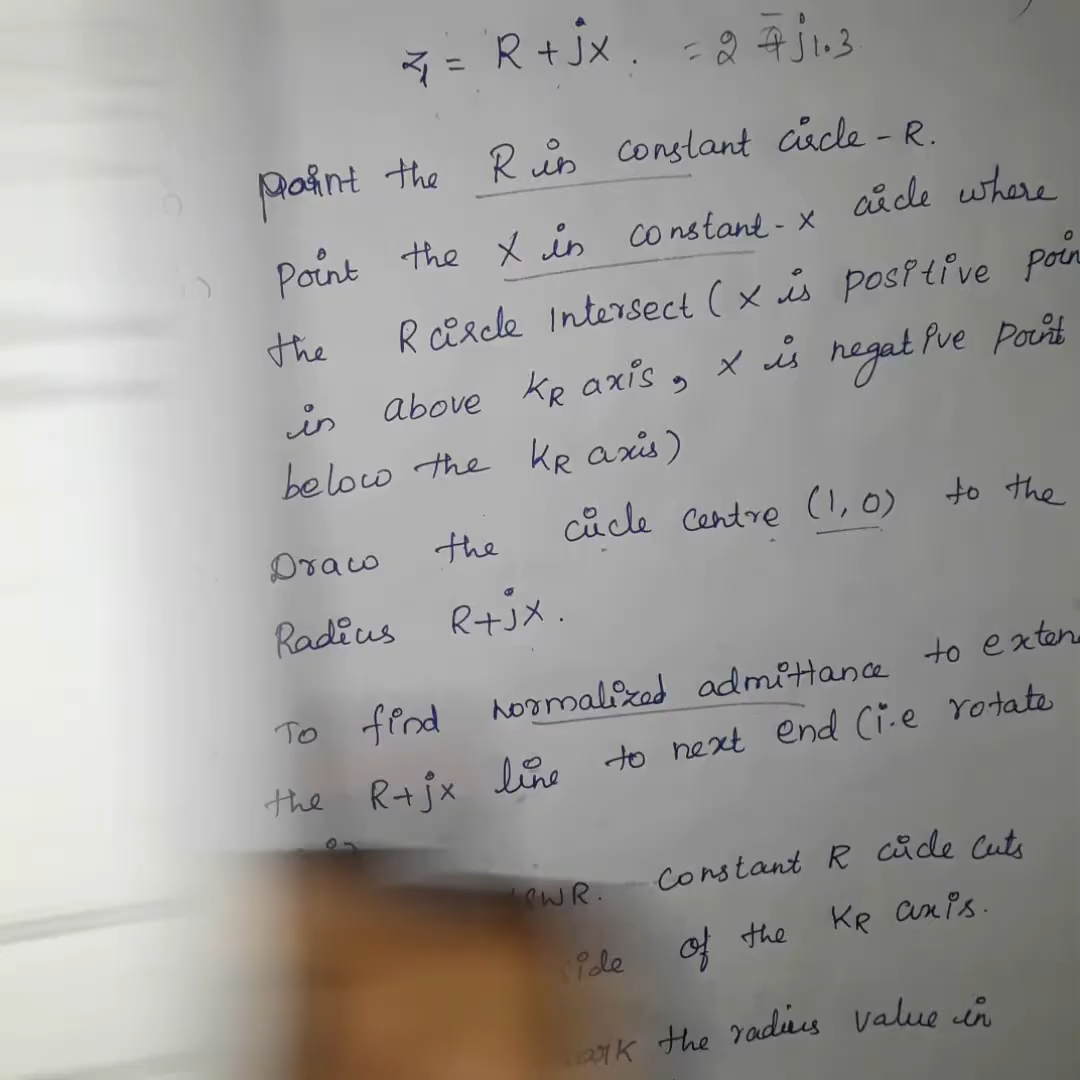 z₁ = R + jx. = 2 + j1.3
point the R in constant circle - R.
Point the X in constant - x circle where
the R circle Intersect (x is positive
in above KR axis, x is negative Point
below the KR axis)
Draw the circle centre (1, 0) to the
Radius R+jx.
To find normalized admittance to
the R+jx line to next end (i.e rotate
constant R circle cuts
of the KR axis.
the radius value in